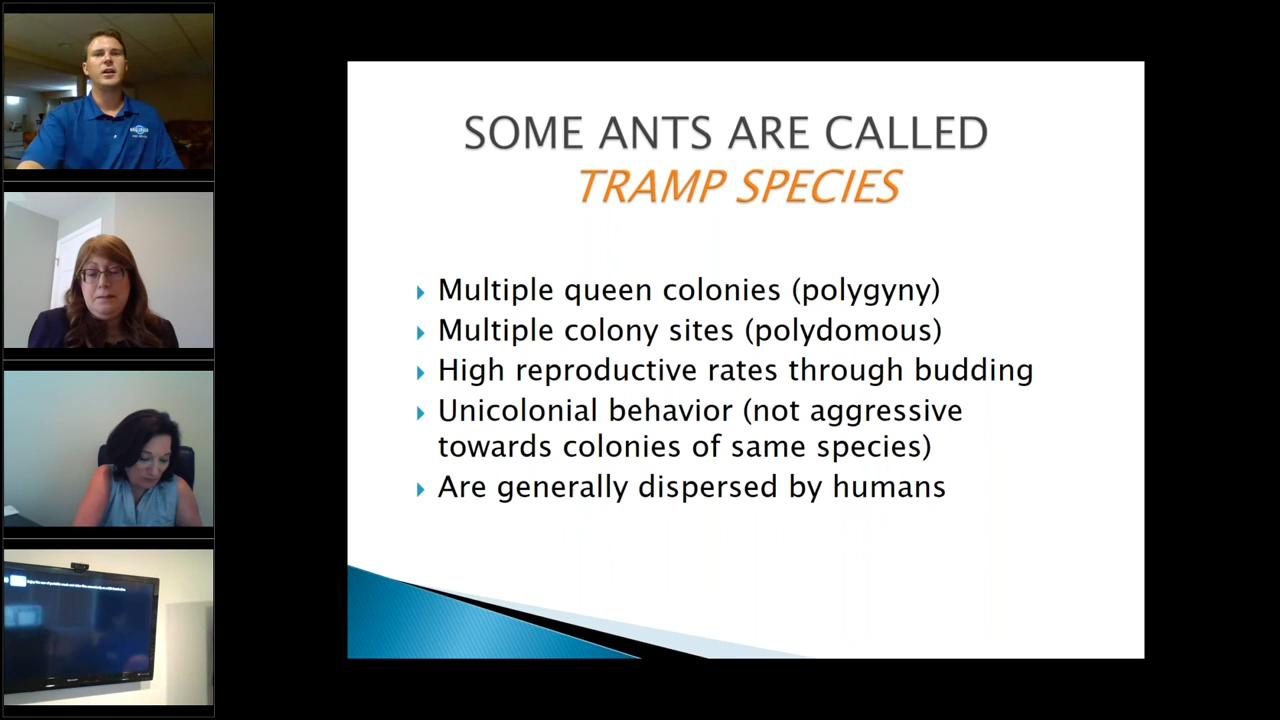 SOME ANTS ARE CALLED
TRAMP SPECIES
Multiple queen colonies (polygyny)
Multiple colony sites (polydomous)
High reproductive rates through budding
Unicolonial behavior (not aggressive
towards colonies of same species)
Are generally dispersed by humans